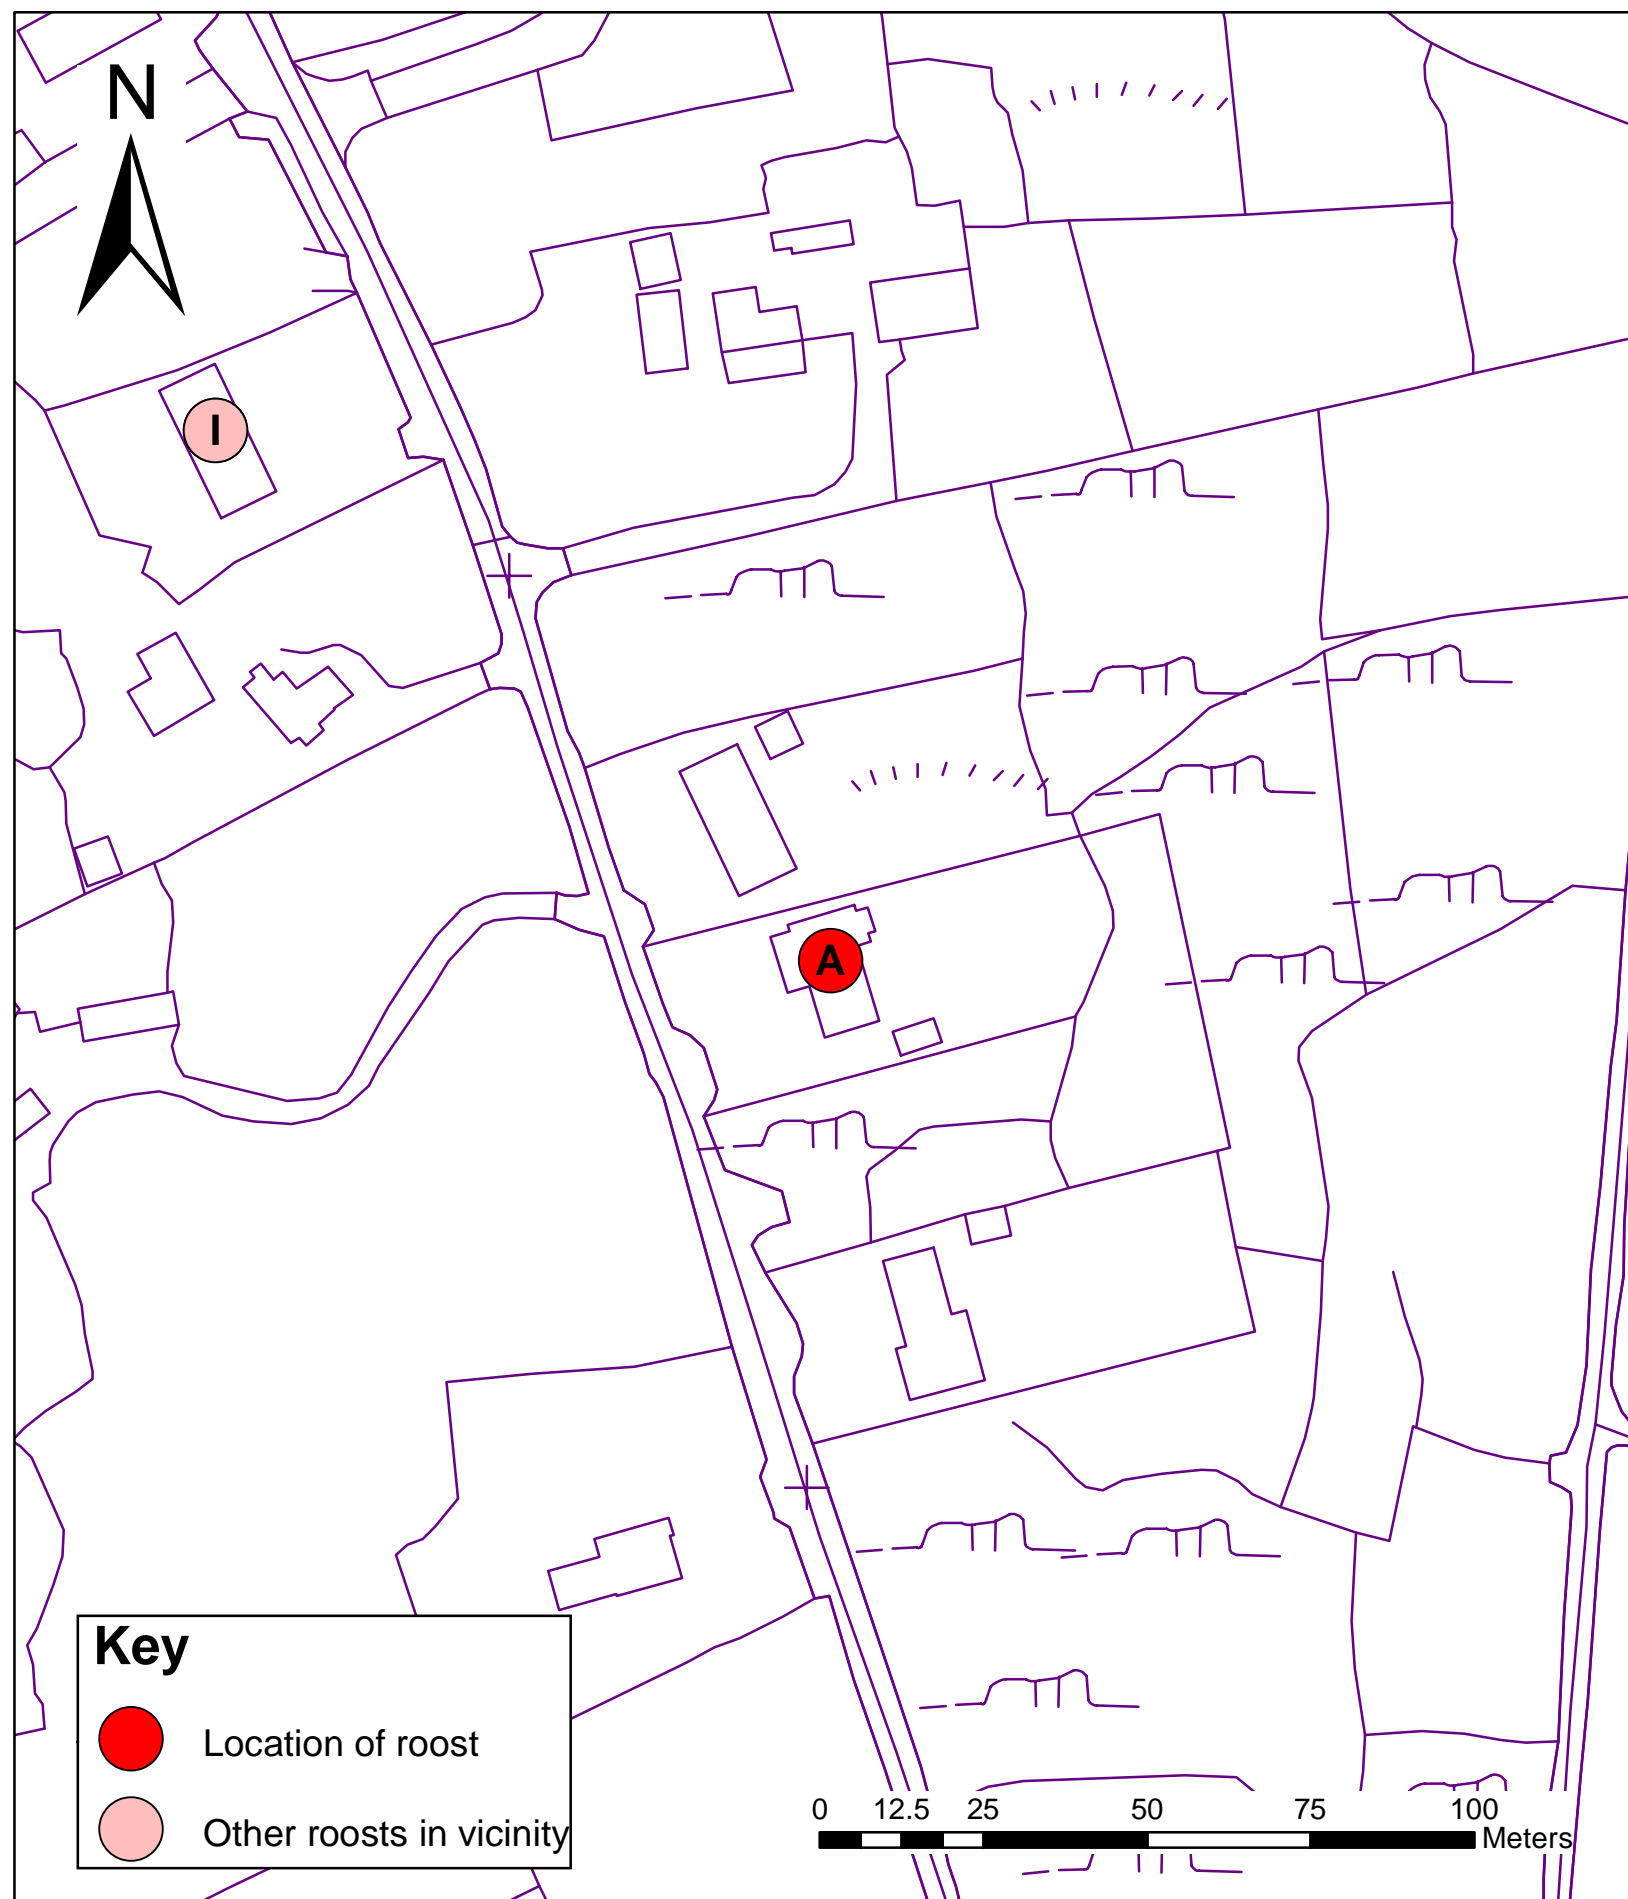 N
I
A
Key
Location of roost
Other roosts in vicinity
0 12.5 25 50 75 100
Meters